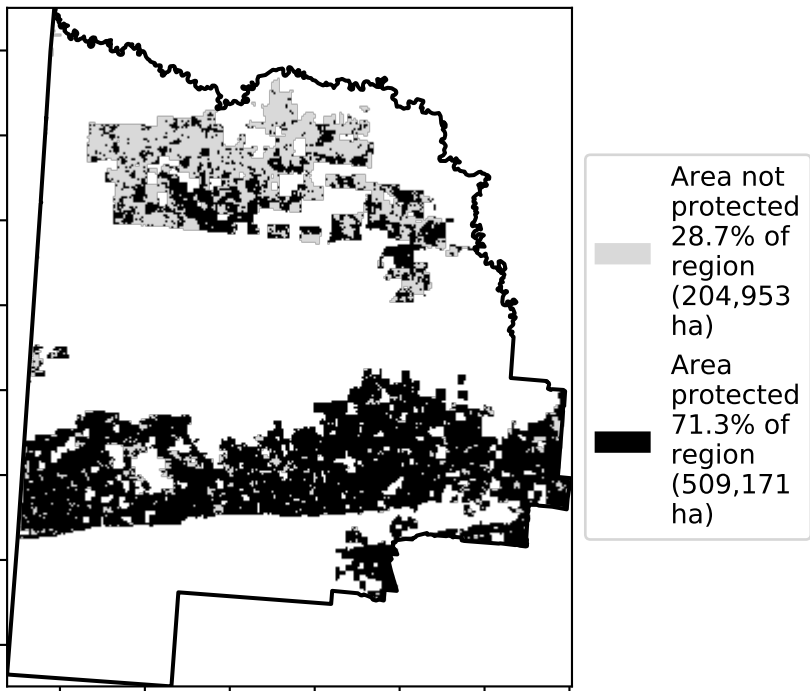 Area not
protected
28.7% of
region
(204,953
ha)
Area
protected
71.3% of
region
(509,171
ha)